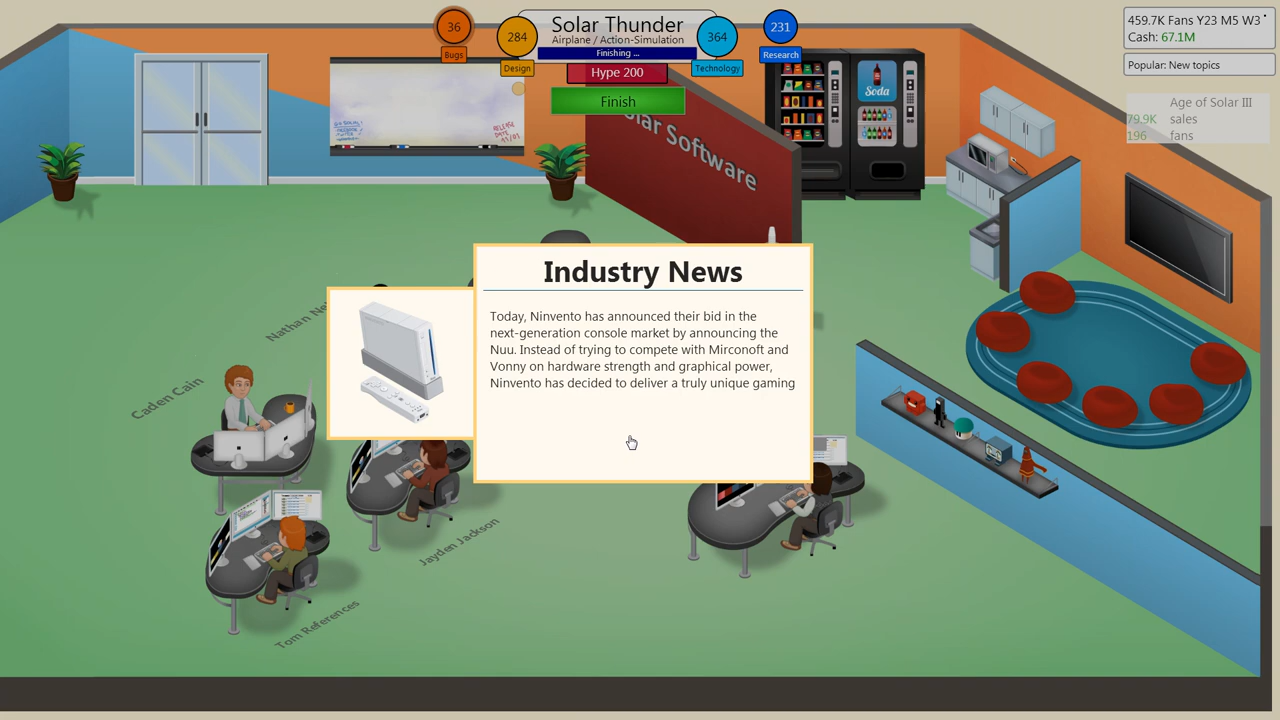 36
Bugs
284
Design
Solar Thunder
Airplane / Action-Simulation
Finishing ...
Hype 200
Finish
364
Technology
231
Research
459.7K Fans Y23 M5 W3
Cash: 67.1M
Popular: New topics
Age of Solar III
79.9K sales
196 fans
RELEASE
Soda
olar Software
Industry News
Today, Ninvento has announced their bid in the
next-generation console market by announcing the
Nuu. Instead of trying to compete with Mirconoft and
Vonny on hardware strength and graphical power,
Ninvento has decided to deliver a truly unique gaming
Nathan Ne
Caden Cain
Jayden Jackson
Tom References